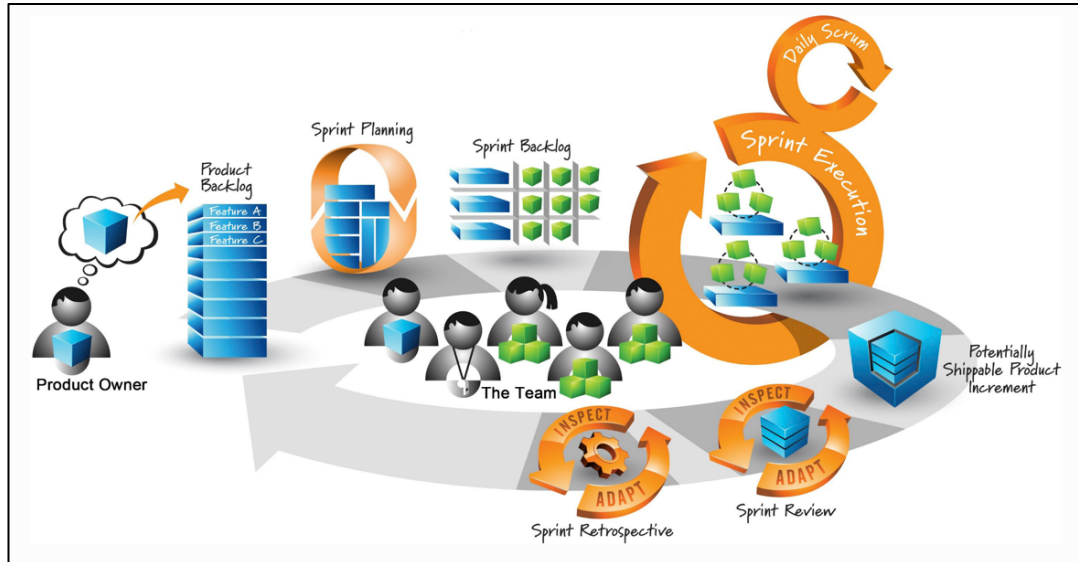 Daily Scrum
Sprint Planning
Sprint Backlog
Sprint Execution
Product
Backlog
Feature A
Feature B
Feature C
Product Owner
The Team
Potentially
Shippable Product
Increment
INSPECT
ADAPT
Sprint Retrospective
INSPECT
ADAPT
Sprint Review